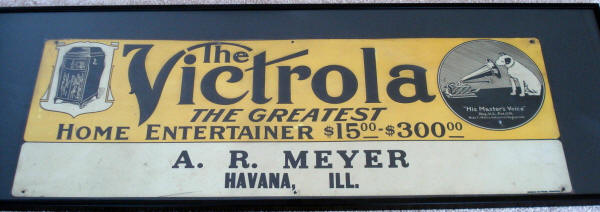 The
Victrola
THE GREATEST
HOME ENTERTAINER $15.00-$300.00
"His Master's Voice"
A. R. MEYER
HAVANA, ILL.